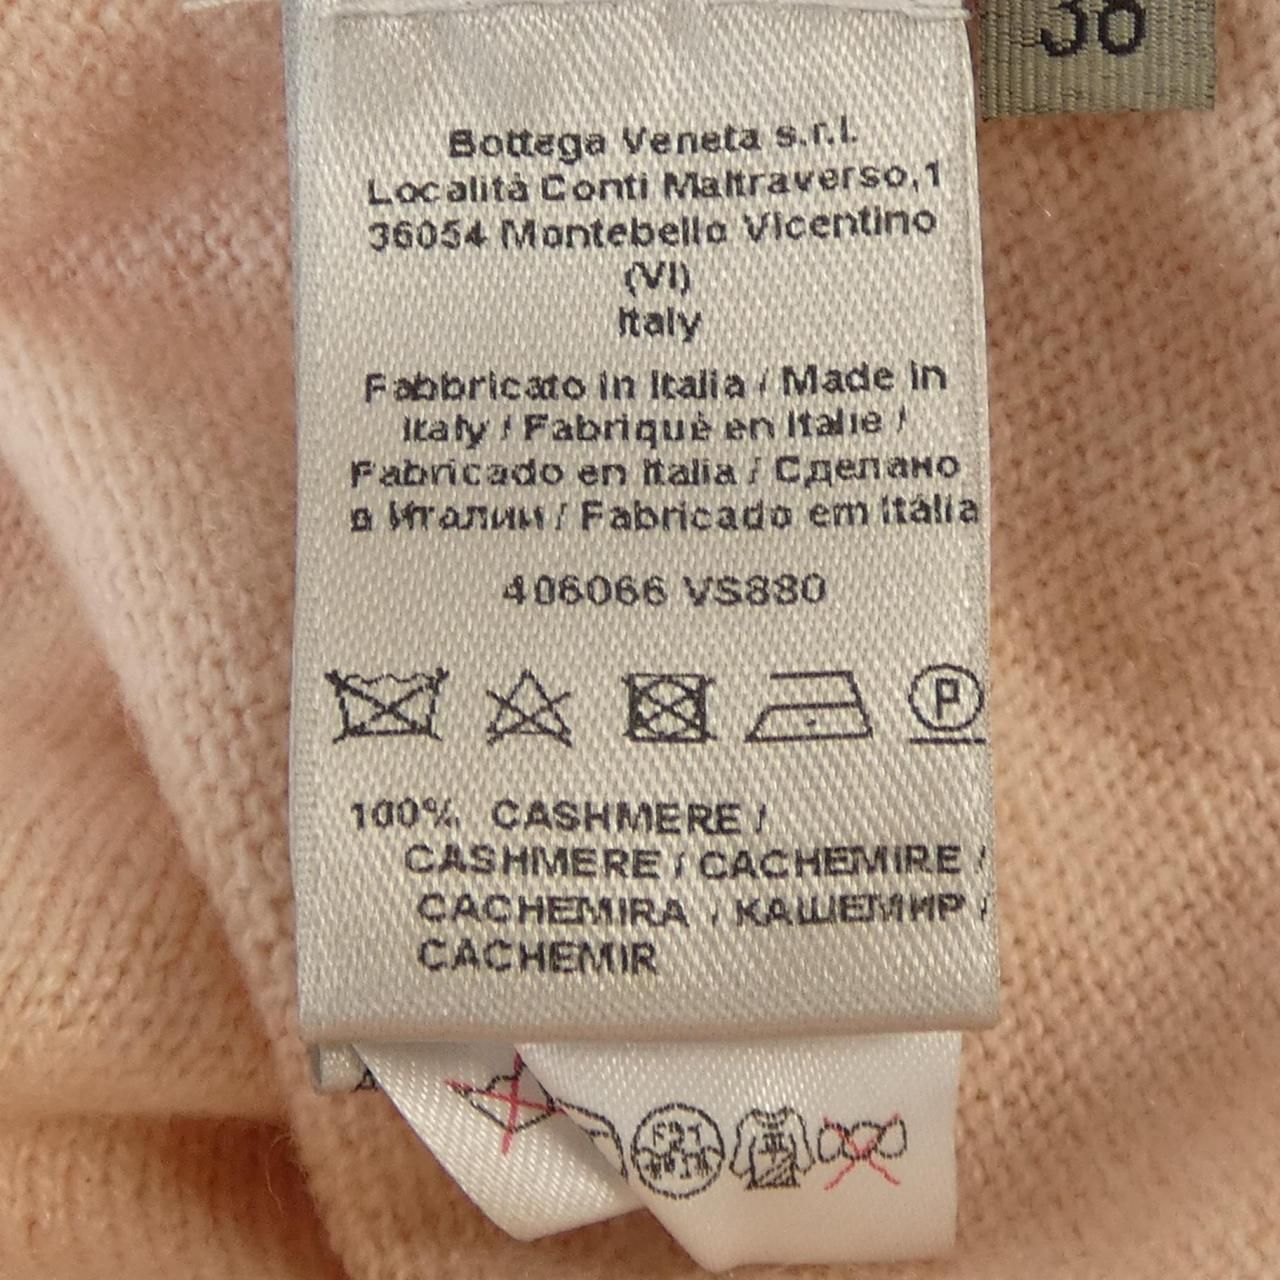 38
Bottega Veneta s.r.l.
Località Conti Maltraverso,1
36054 Montebello Vicentino
(VI)
Italy
Fabbricato in Italia / Made in
Italy / Fabriqué en Italie /
Fabricado en Italia / Сделано
в Италии / Fabricado em Itália
406066 VS880
P
100% CASHMERE /
CASHMERE / CACHEMIRE /
CACHEMIRA / КАШЕМИР /
CACHEMIR